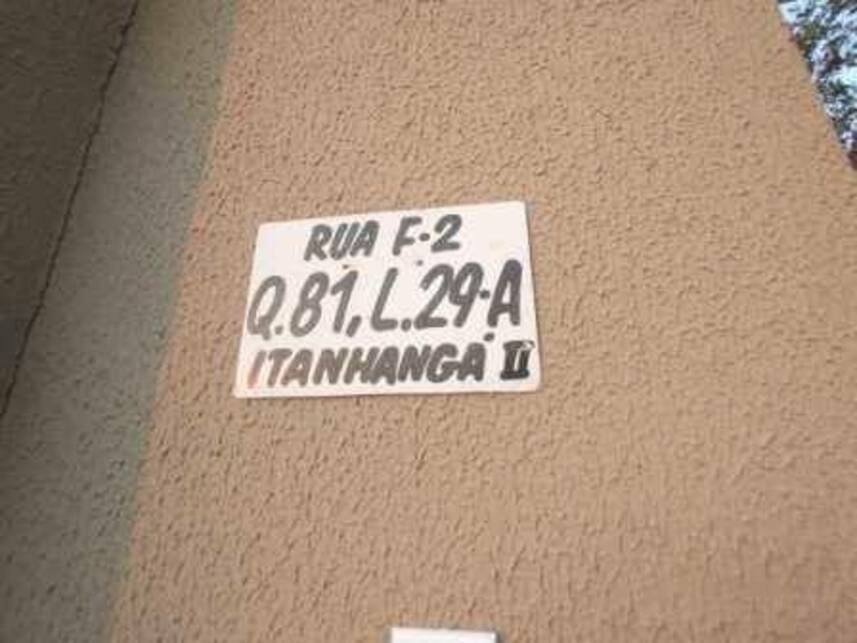 RUA F-2
Q.81, L.29-A
ITANHANGÁ II